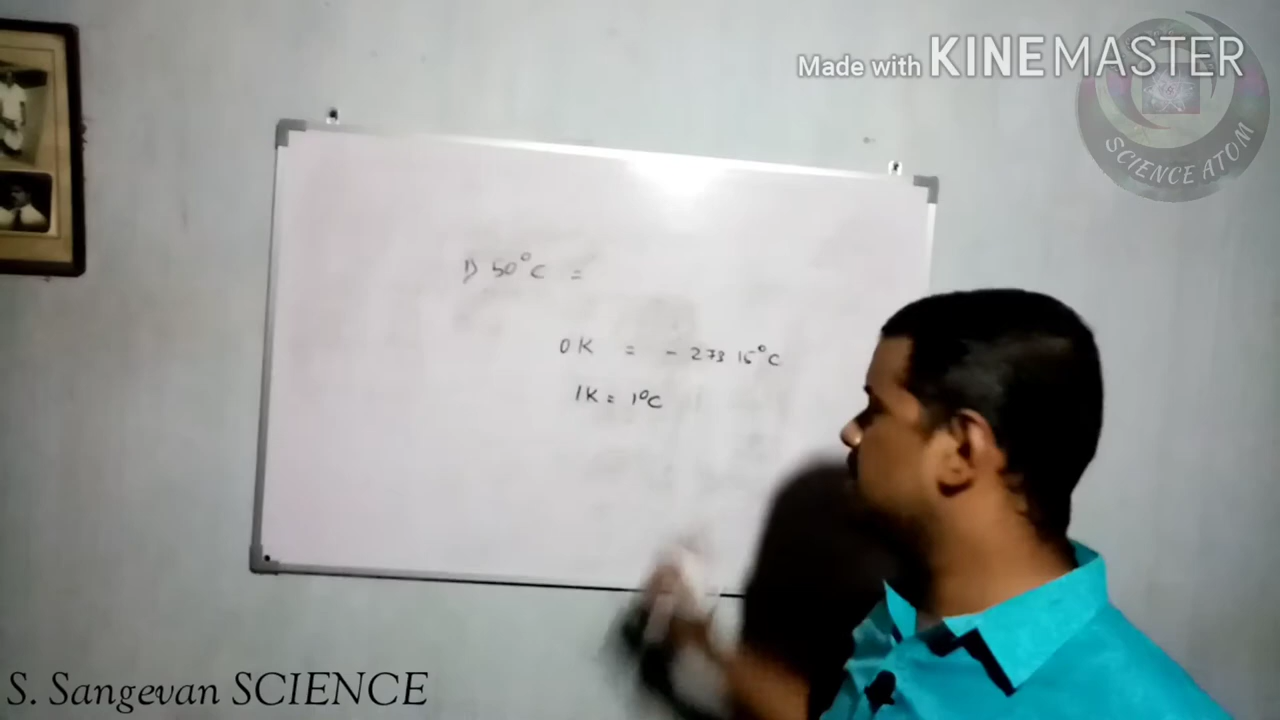 Made with KINEMASTER
SCIENCE ATOM
1) 50°C =
0K = - 273 15°C
1K = 1°C
S. Sangevan SCIENCE